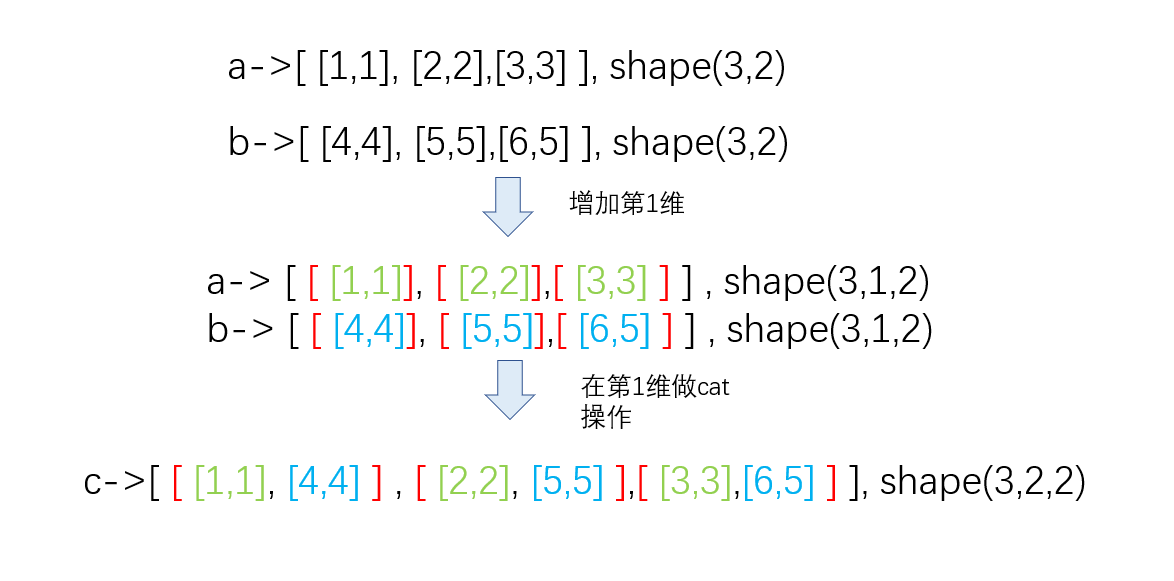 a->[ [1,1], [2,2],[3,3] ], shape(3,2)
b->[ [4,4], [5,5],[6,5] ], shape(3,2)
增加第1维
a-> [ [ [1,1]], [ [2,2]],[ [3,3] ] ] , shape(3,1,2)
b-> [ [ [4,4]], [ [5,5]],[ [6,5] ] ] , shape(3,1,2)
在第1维做cat
操作
c->[ [ [1,1], [4,4] ] , [ [2,2], [5,5] ],[ [3,3],[6,5] ] ], shape(3,2,2)